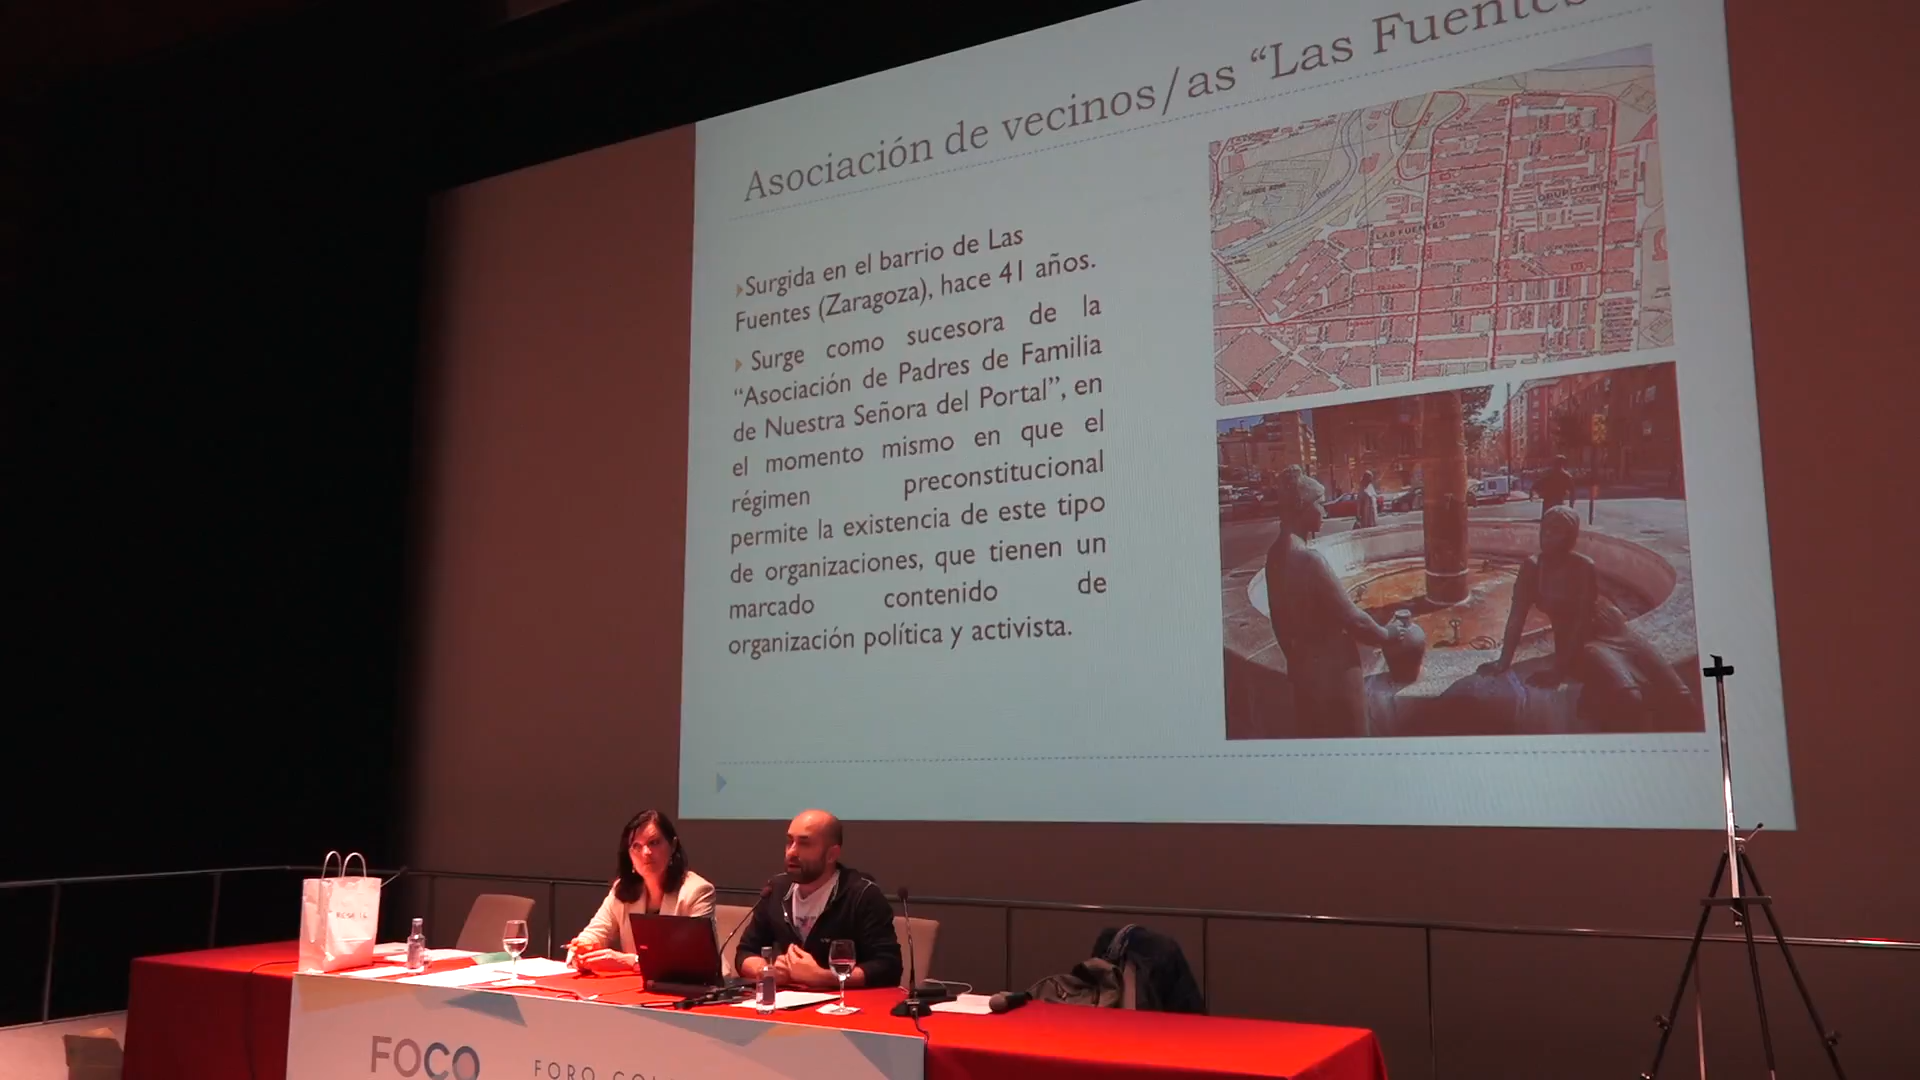 Asociación de vecinos/as “Las Fuentes
Surgida en el barrio de Las
Fuentes (Zaragoza), hace 41 años.
Surge como sucesora de la
“Asociación de Padres de Familia
de Nuestra Señora del Portal”, en
el momento mismo en que el
régimen preconstitucional
permite la existencia de este tipo
de organizaciones, que tienen un
marcado contenido de
organización política y activista.
LAS FUENTES
FOCO
FORO